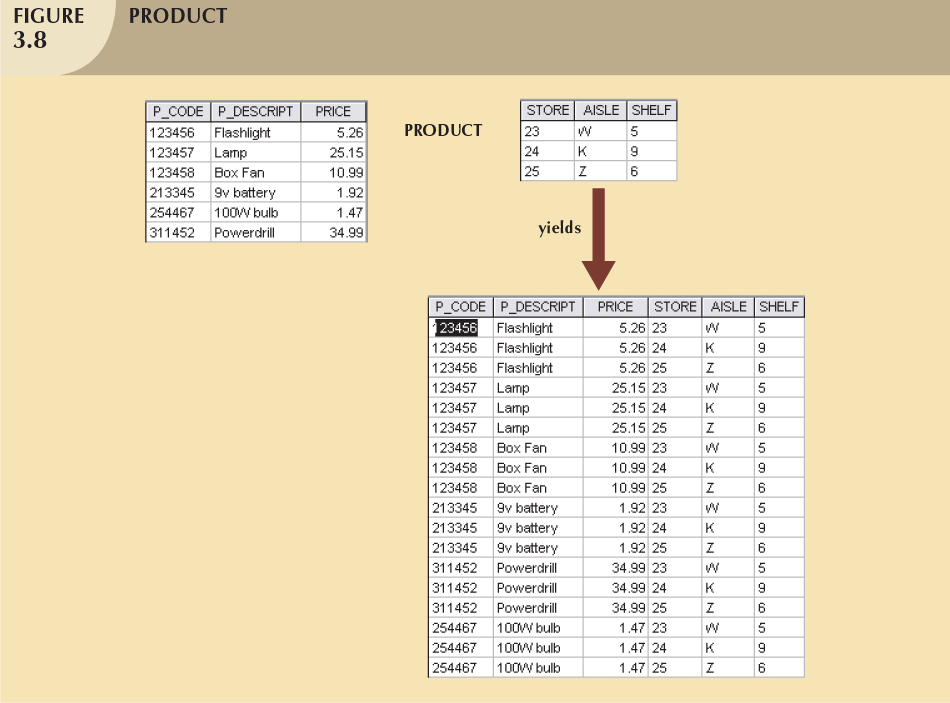 FIGURE 3.8
PRODUCT
P_CODE P_DESCRIPT PRICE
123456 Flashlight 5.26
123457 Lamp 25.15
123458 Box Fan 10.99
213345 9v battery 1.92
254467 100W bulb 1.47
311452 Powerdrill 34.99
PRODUCT
STORE AISLE SHELF
23 W 5
24 K 9
25 Z 6
yields
P_CODE P_DESCRIPT PRICE STORE AISLE SHELF
123456 Flashlight 5.26 23 W 5
123456 Flashlight 5.26 24 K 9
123456 Flashlight 5.26 25 Z 6
123457 Lamp 25.15 23 W 5
123457 Lamp 25.15 24 K 9
123457 Lamp 25.15 25 Z 6
123458 Box Fan 10.99 23 W 5
123458 Box Fan 10.99 24 K 9
123458 Box Fan 10.99 25 Z 6
213345 9v battery 1.92 23 W 5
213345 9v battery 1.92 24 K 9
213345 9v battery 1.92 25 Z 6
311452 Powerdrill 34.99 23 W 5
311452 Powerdrill 34.99 24 K 9
311452 Powerdrill 34.99 25 Z 6
254467 100W bulb 1.47 23 W 5
254467 100W bulb 1.47 24 K 9
254467 100W bulb 1.47 25 Z 6